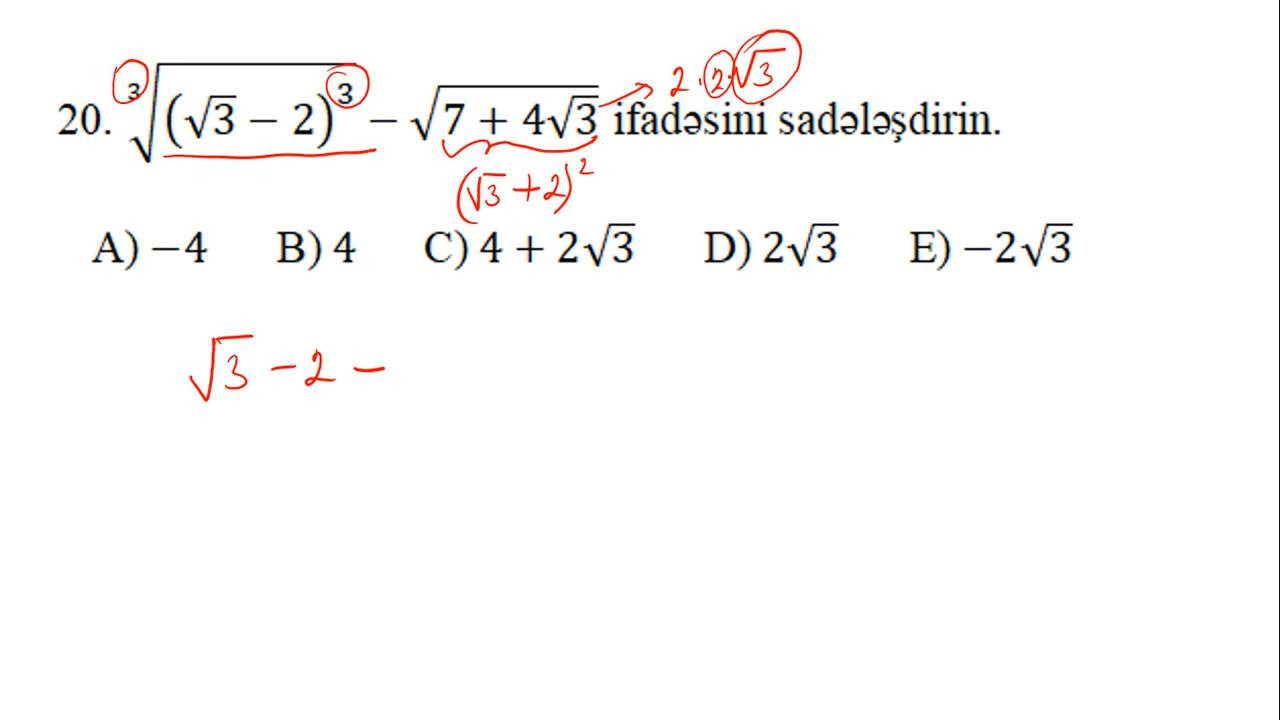 2 · 2 · √3
20. ∛(√3 − 2)³ − √(7 + 4√3) ifadəsini sadələşdirin.
(√3 + 2)²
A) −4 B) 4 C) 4 + 2√3 D) 2√3 E) −2√3
√3 − 2 −